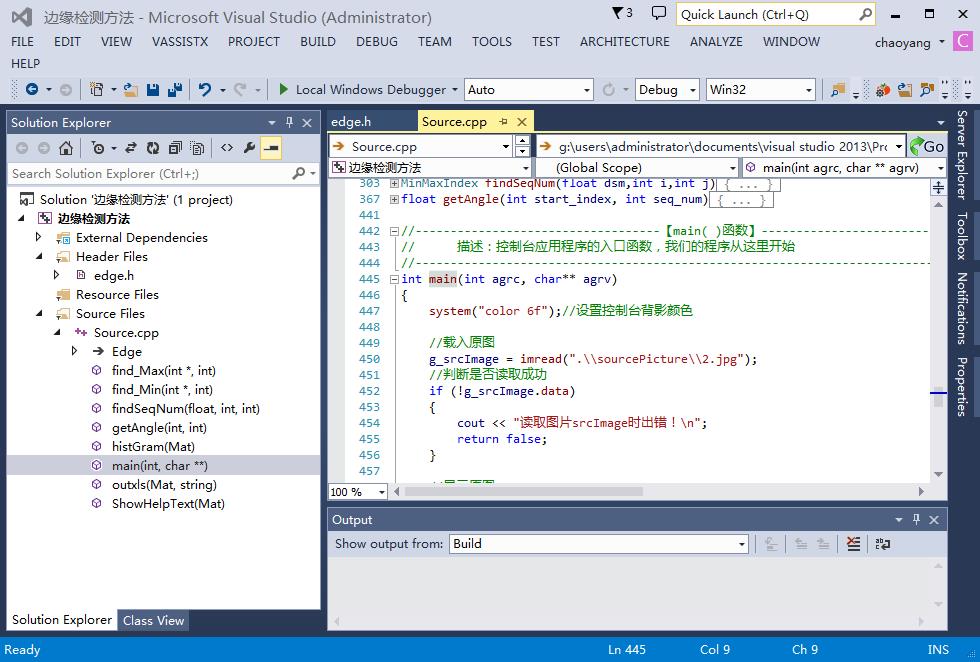 边缘检测方法 - Microsoft Visual Studio (Administrator)
3
Quick Launch (Ctrl+Q)
FILE EDIT VIEW VASSISTX PROJECT BUILD DEBUG TEAM TOOLS TEST ARCHITECTURE ANALYZE WINDOW
chaoyang C
HELP
Local Windows Debugger Auto Debug Win32
Solution Explorer
Search Solution Explorer (Ctrl+;)
Solution '边缘检测方法' (1 project)
边缘检测方法
External Dependencies
Header Files
edge.h
Resource Files
Source Files
Source.cpp
Edge
find_Max(int *, int)
find_Min(int *, int)
findSeqNum(float, int, int)
getAngle(int, int)
histGram(Mat)
main(int, char **)
outxls(Mat, string)
ShowHelpText(Mat)
Solution Explorer Class View
edge.h Source.cpp
Source.cpp g:\users\administrator\documents\visual studio 2013\Prc Go
边缘检测方法 (Global Scope) main(int agrc, char ** agrv)
303 MinMaxIndex findSeqNum(float dsm,int i,int j){ ... }
367 float getAngle(int start_index, int seq_num){ ... }
441
442 //-----------------------------------【main( )函数】------------------------
443 // 描述：控制台应用程序的入口函数，我们的程序从这里开始
444 //--------------------------------------------------------------------------
445 int main(int agrc, char** agrv)
446 {
447 system("color 6f");//设置控制台背影颜色
448
449 //载入原图
450 g_srcImage = imread(".\\sourcePicture\\2.jpg");
451 //判断是否读取成功
452 if (!g_srcImage.data)
453 {
454 cout << "读取图片srcImage时出错！\n";
455 return false;
456 }
457
100 %
Output
Show output from: Build
Server Explorer
Toolbox
Notifications
Properties
Ready Ln 445 Col 9 Ch 9 INS